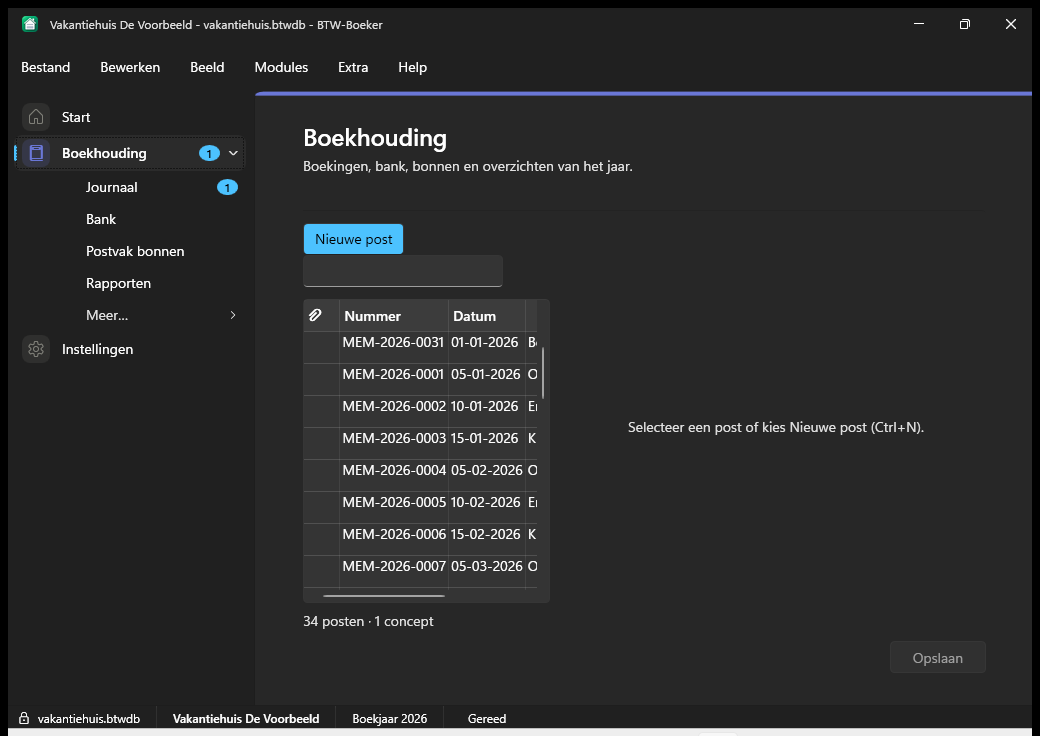 Vakantiehuis De Voorbeeld - vakantiehuis.btwdb - BTW-Boeker
Bestand Bewerken Beeld Modules Extra Help
Start
Boekhouding 1
Journaal 1
Bank
Postvak bonnen
Rapporten
Meer...
Instellingen
Boekhouding
Boekingen, bank, bonnen en overzichten van het jaar.
Nieuwe post
Nummer Datum
MEM-2026-0031 01-01-2026
MEM-2026-0001 05-01-2026 O
MEM-2026-0002 10-01-2026
MEM-2026-0003 15-01-2026 K
MEM-2026-0004 05-02-2026 O
MEM-2026-0005 10-02-2026
MEM-2026-0006 15-02-2026 K
MEM-2026-0007 05-03-2026 O
34 posten · 1 concept
Selecteer een post of kies Nieuwe post (Ctrl+N).
Opslaan
vakantiehuis.btwdb Vakantiehuis De Voorbeeld Boekjaar 2026 Gereed